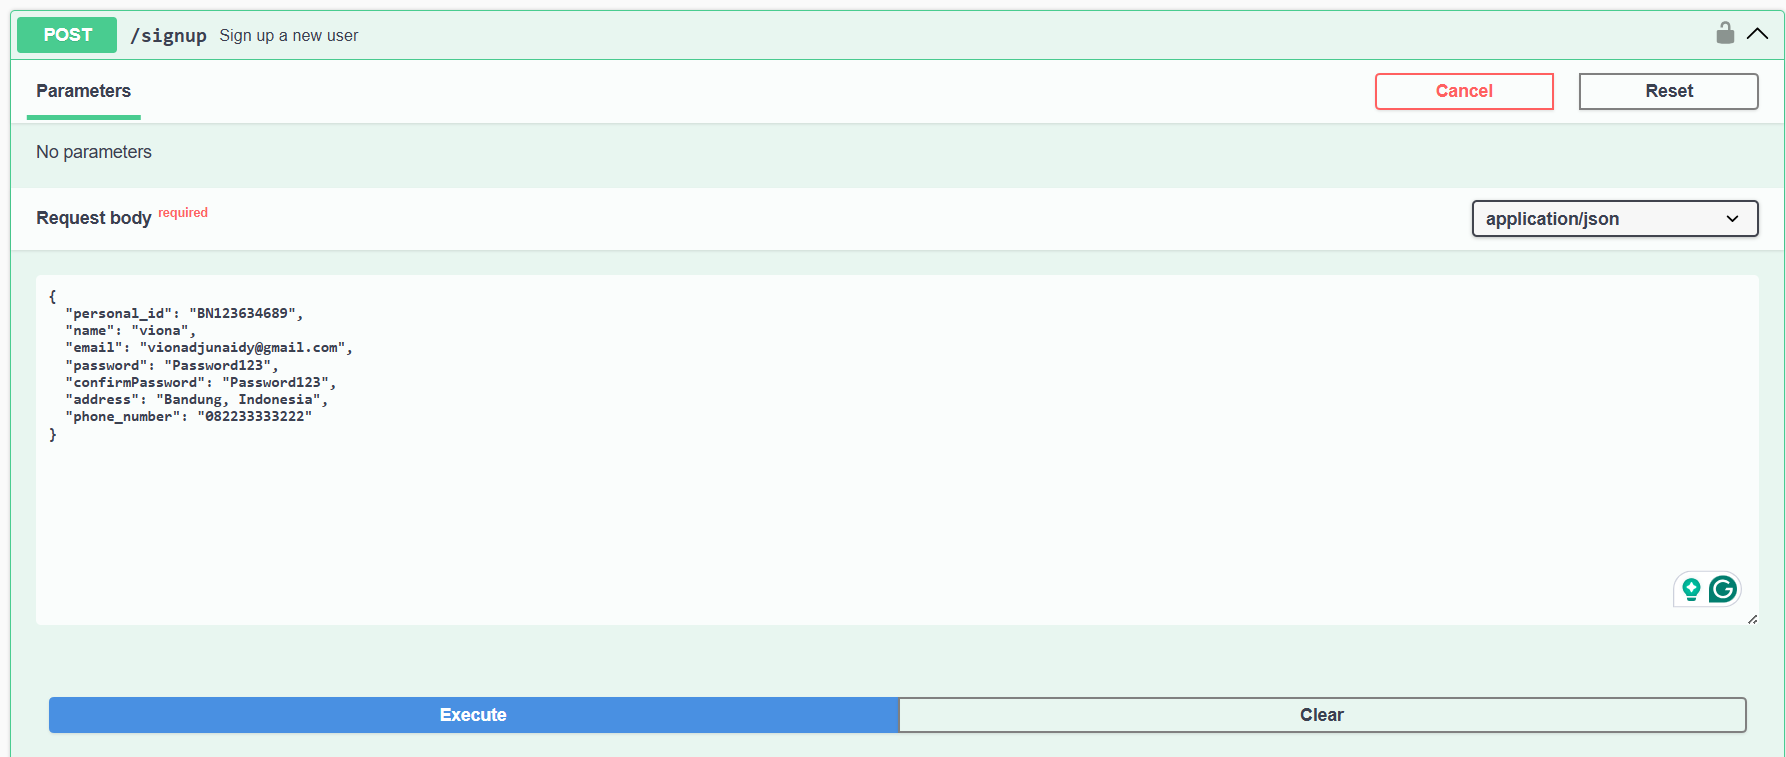 POST /signup Sign up a new user
Parameters Cancel Reset
No parameters
Request body required application/json
{
  "personal_id": "BN123634689",
  "name": "viona",
  "email": "vionadjunaidy@gmail.com",
  "password": "Password123",
  "confirmPassword": "Password123",
  "address": "Bandung, Indonesia",
  "phone_number": "082233333222"
}
Execute Clear